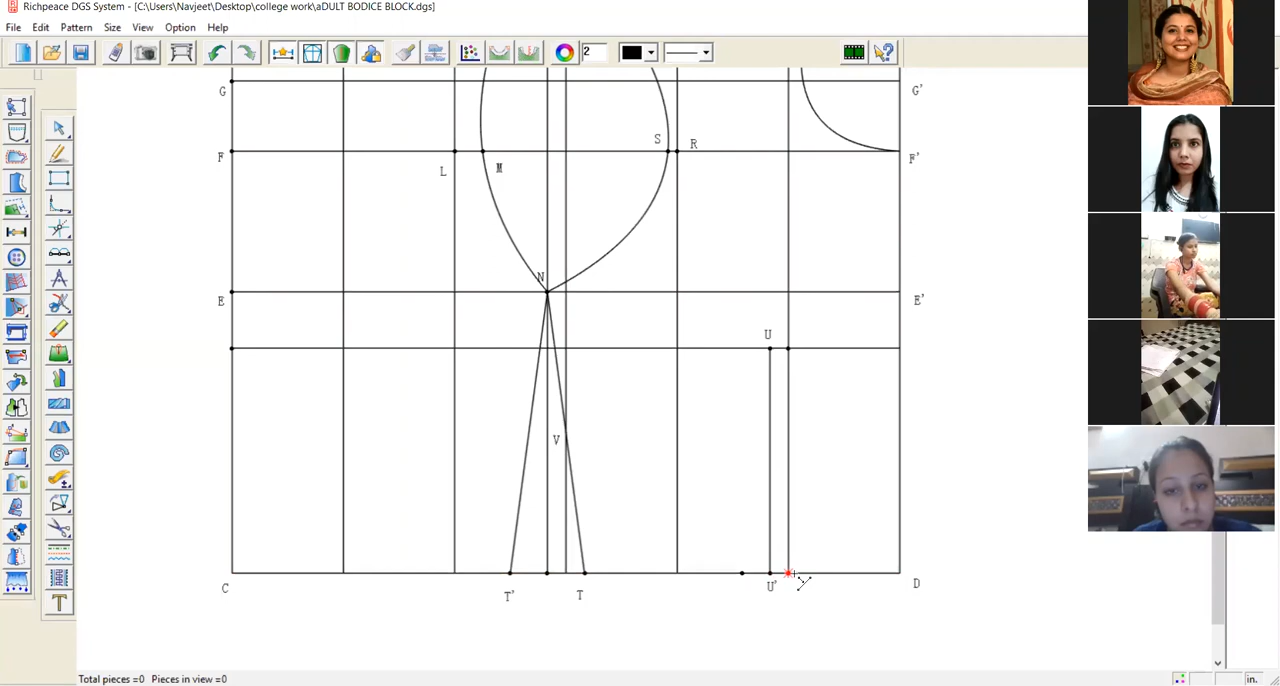 Richpeace DGS System - [C:\Users\Navjeet\Desktop\college work\aDULT BODICE BLOCK.dgs]
File Edit Pattern Size View Option Help
2
G G'
F L M S R F'
E N E'
U
V
C T' T U' D
T
Total pieces =0 Pieces in view =0 in.